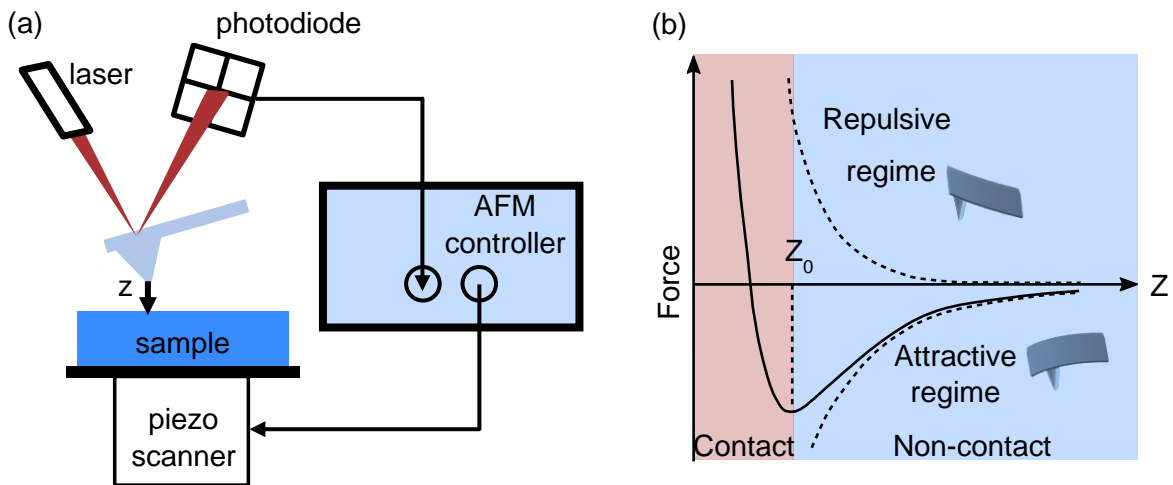 (a)
photodiode
laser
AFM
controller
z
sample
piezo
scanner
(b)
Repulsive
regime
Z0
Force
Z
Attractive
regime
Contact
Non-contact